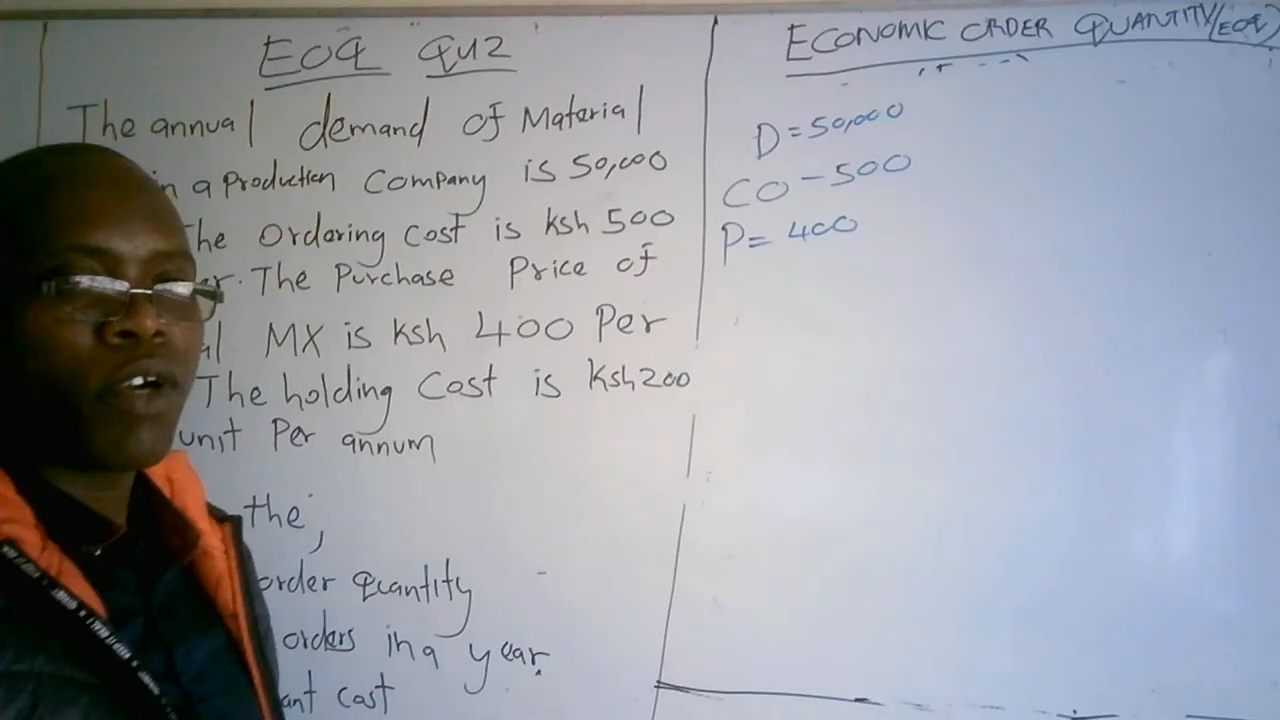 EOQ QU2
The annual demand of Material
in a Production Company is 50,000
The Ordering Cost is Ksh 500
The Purchase Price of
MX is Ksh 400 Per
The holding Cost is Ksh200
unit Per annum
the;
order quantity
orders in a year.
cost
ECONOMIC ORDER QUANTITY/(EOQ)
D = 50,000
CO - 500
P = 400